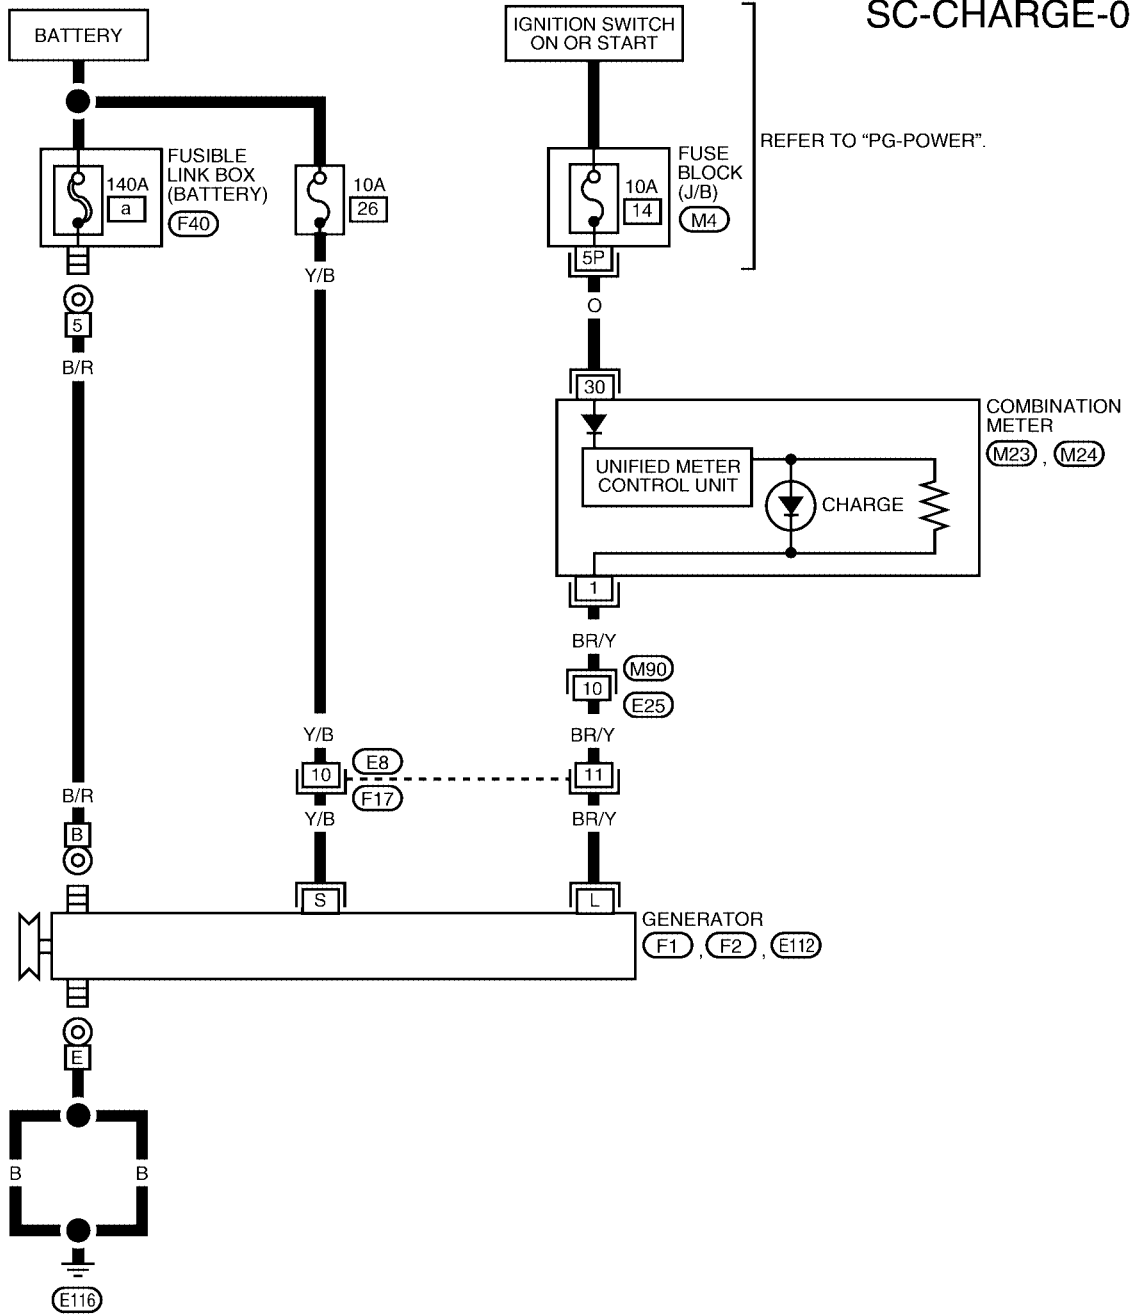 SC-CHARGE-0
BATTERY
IGNITION SWITCH
ON OR START
REFER TO “PG-POWER”.
FUSIBLE
LINK BOX
(BATTERY)
140A
a
F40
10A
26
FUSE
BLOCK
(J/B)
10A
14
M4
5P
Y/B
O
5
B/R
30
COMBINATION
METER
M23 , M24
UNIFIED METER
CONTROL UNIT
CHARGE
1
BR/Y
M90
10
E25
Y/B
BR/Y
E8
10
11
F17
B/R
Y/B
BR/Y
B
S
L
GENERATOR
F1 , F2 , E112
E
B
B
E116